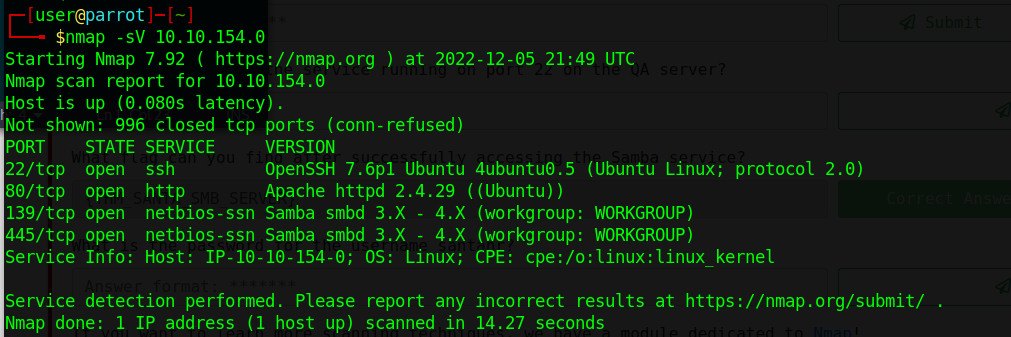 [user@parrot]─[~]
$nmap -sV 10.10.154.0
Submit
Starting Nmap 7.92 ( https://nmap.org ) at 2022-12-05 21:49 UTC
service running on port 22 on the QA server?
Nmap scan report for 10.10.154.0
Host is up (0.080s latency).
Not shown: 996 closed tcp ports (conn-refused)
PORT STATE SERVICE VERSION
What flag can you find after successfully accessing the Samba service?
22/tcp open ssh OpenSSH 7.6p1 Ubuntu 4ubuntu0.5 (Ubuntu Linux; protocol 2.0)
80/tcp open http Apache httpd 2.4.29 ((Ubuntu))
Correct Answe
139/tcp open netbios-ssn Samba smbd 3.X - 4.X (workgroup: WORKGROUP)
445/tcp open netbios-ssn Samba smbd 3.X - 4.X (workgroup: WORKGROUP)
Service Info: Host: IP-10-10-154-0; OS: Linux; CPE: cpe:/o:linux:linux_kernel
Answer format: *******
Service detection performed. Please report any incorrect results at https://nmap.org/submit/ .
Nmap done: 1 IP address (1 host up) scanned in 14.27 seconds
we have a module dedicated to Nmap!